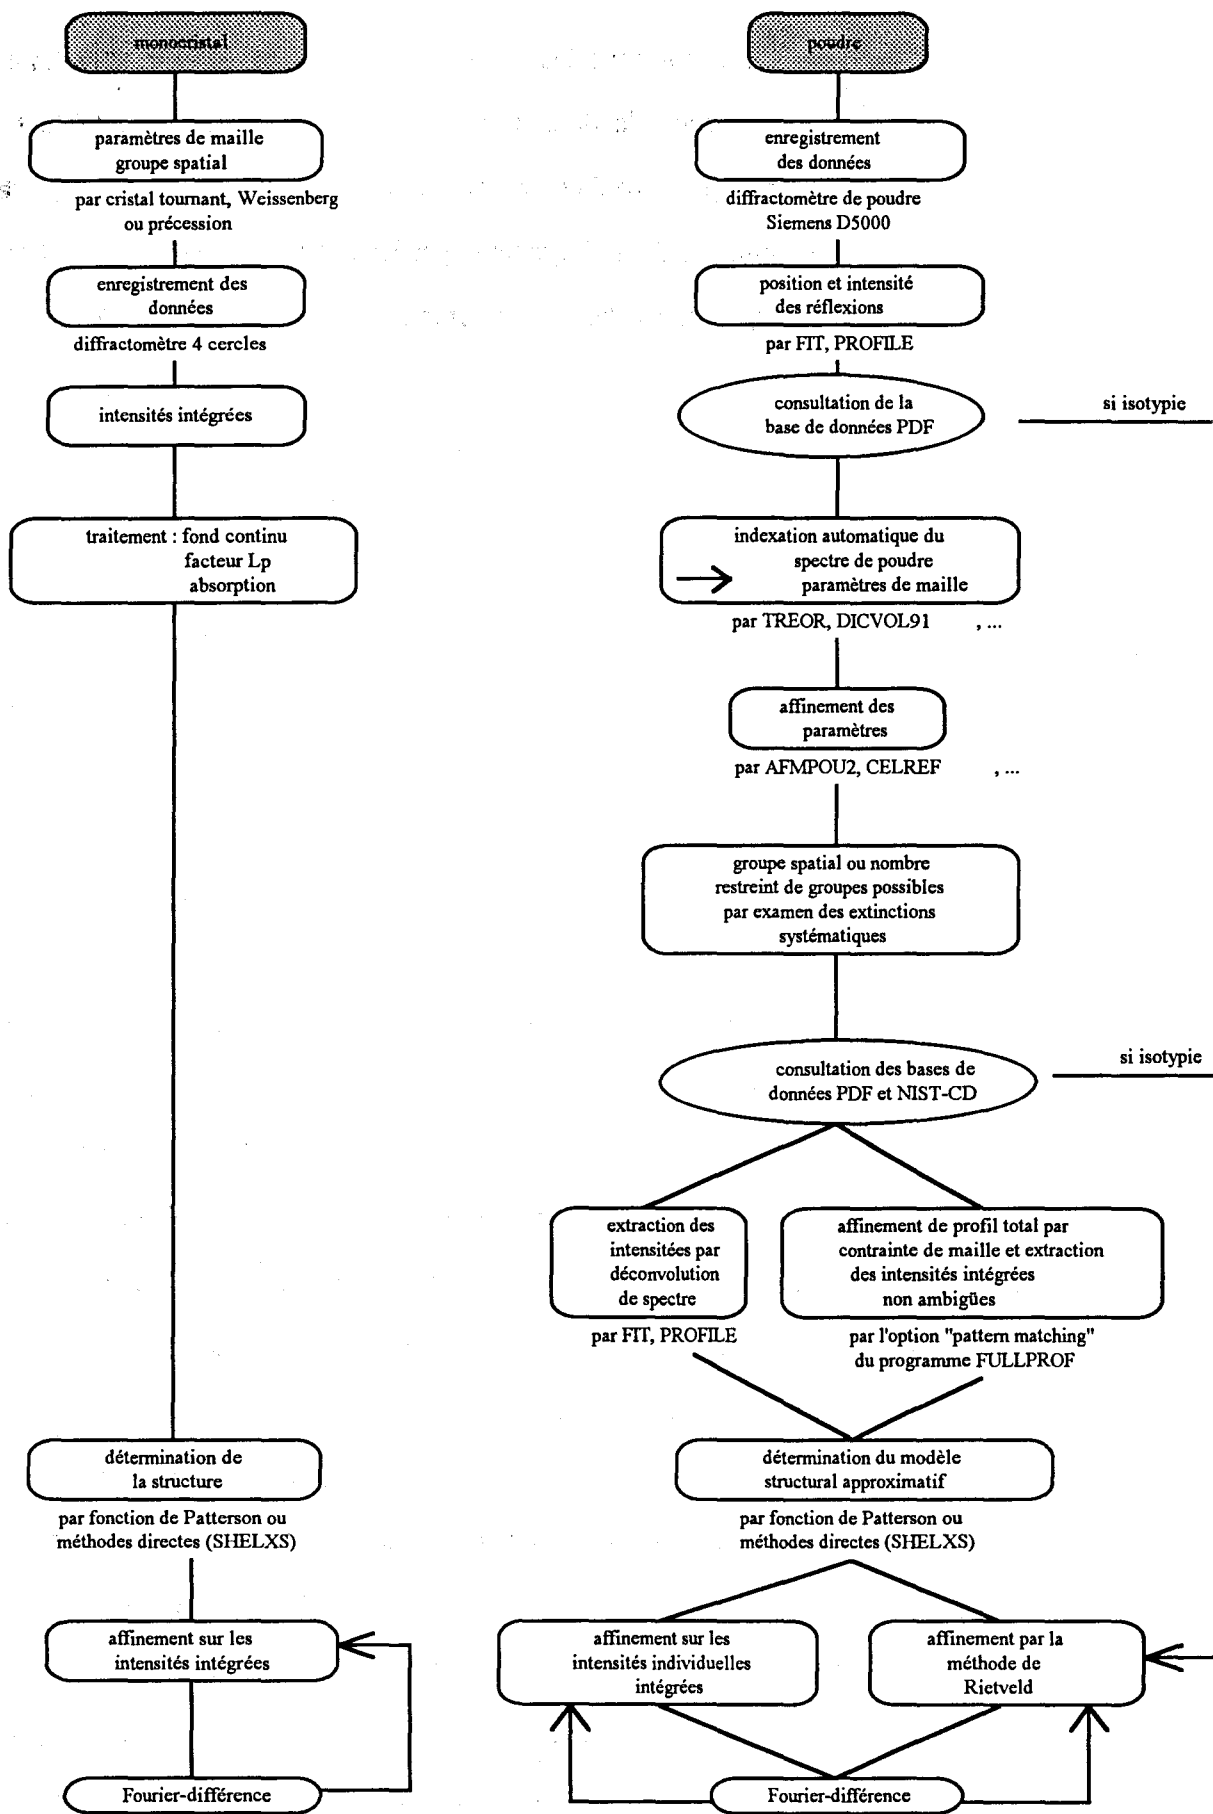 monocristal
paramètres de maille
groupe spatial
par cristal tournant, Weissenberg
ou précession
enregistrement des
données
diffractomètre 4 cercles
intensités intégrées
traitement : fond continu
facteur Lp
absorption
détermination de
la structure
par fonction de Patterson ou
méthodes directes (SHELXS)
affinement sur les
intensités intégrées
Fourier-différence
poudre
enregistrement
des données
diffractomètre de poudre
Siemens D5000
position et intensité
des réflexions
par FIT, PROFILE
consultation de la
base de données PDF
si isotypie
indexation automatique du
spectre de poudre
paramètres de maille
par TREOR, DICVOL91 , ...
affinement des
paramètres
par AFMPOU2, CELREF , ...
groupe spatial ou nombre
restreint de groupes possibles
par examen des extinctions
systématiques
consultation des bases de
données PDF et NIST-CD
si isotypie
extraction des
intensitées par
déconvolution
de spectre
par FIT, PROFILE
affinement de profil total par
contrainte de maille et extraction
des intensités intégrées
non ambigües
par l'option "pattern matching"
du programme FULLPROF
détermination du modèle
structural approximatif
par fonction de Patterson ou
méthodes directes (SHELXS)
affinement sur les
intensités individuelles
intégrées
affinement par la
méthode de
Rietveld
Fourier-différence